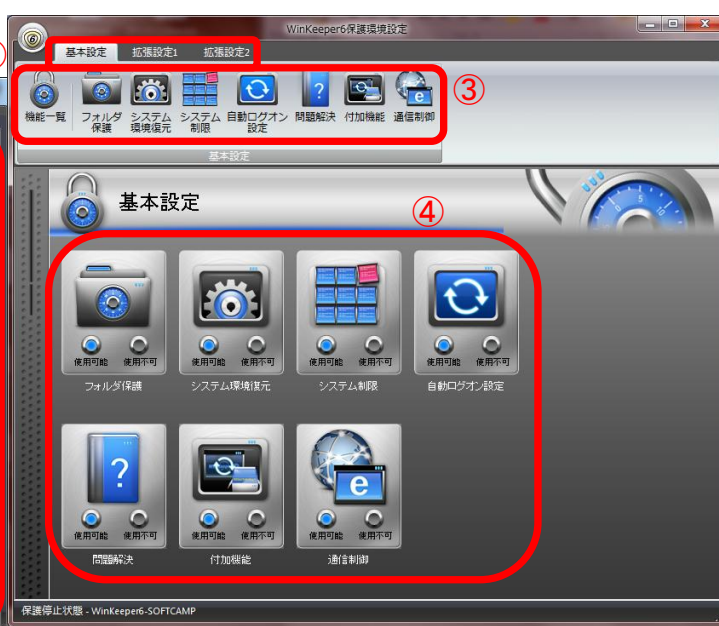 WinKeeper6保護環境設定
基本設定 拡張設定1 拡張設定2
③
機能一覧 フォルダ保護 システム環境復元 システム制限 自動ログオン設定 問題解決 付加機能 通信制御
基本設定
基本設定
④
使用可能 使用不可 使用可能 使用不可 使用可能 使用不可 使用可能 使用不可
フォルダ保護 システム環境復元 システム制限 自動ログオン設定
使用可能 使用不可 使用可能 使用不可 使用可能 使用不可
問題解決 付加機能 通信制御
保護停止状態 - WinKeeper6-SOFTCAMP